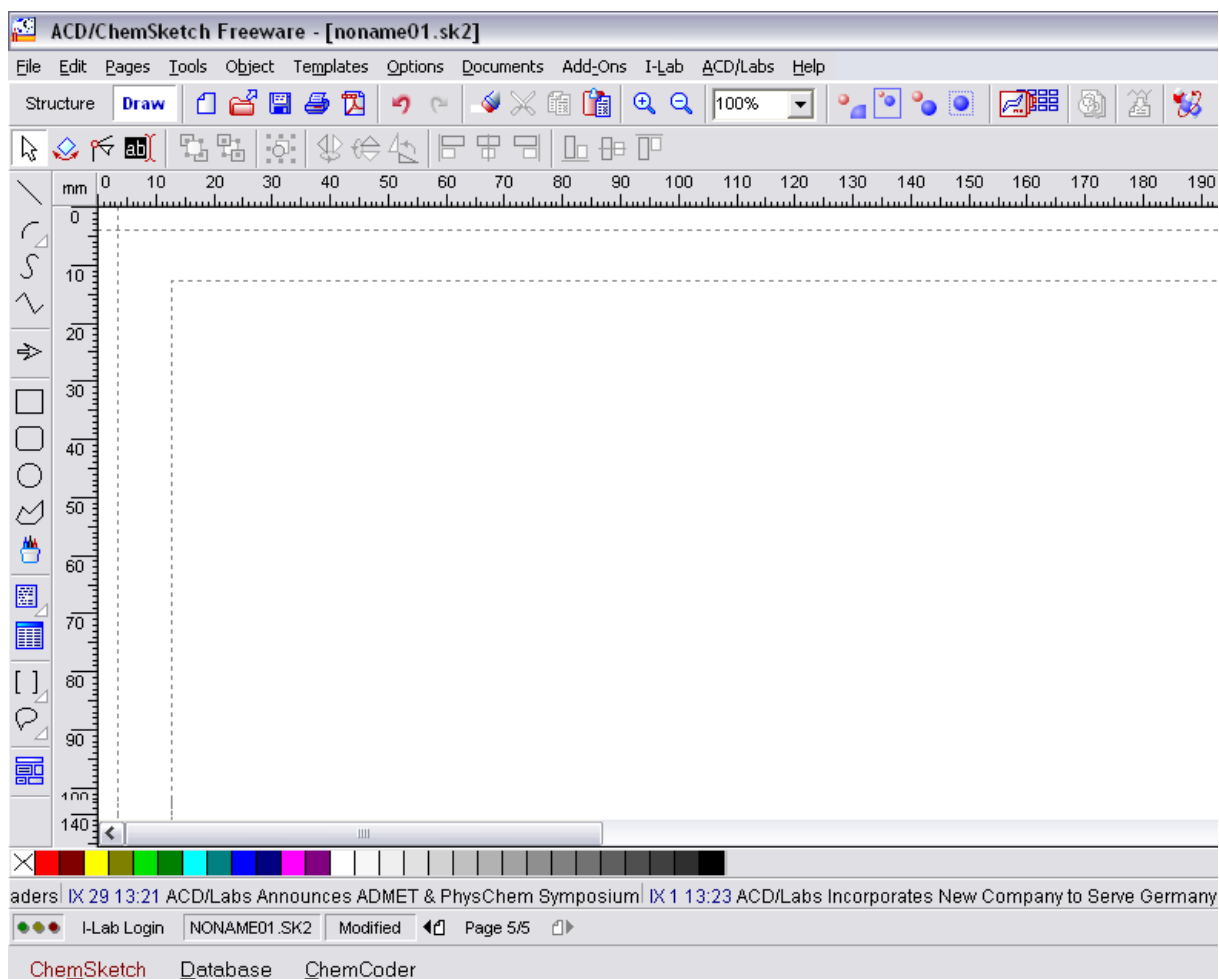 ACD/ChemSketch Freeware - [noname01.sk2]
File Edit Pages Tools Object Templates Options Documents Add-Ons I-Lab ACD/Labs Help
Structure Draw 100%
ab
mm 0 10 20 30 40 50 60 70 80 90 100 110 120 130 140 150 160 170 180 190
0
10
20
30
40
50
60
70
80
90
100
140
aders IX 29 13:21 ACD/Labs Announces ADMET & PhysChem Symposium IX 1 13:23 ACD/Labs Incorporates New Company to Serve Germany
I-Lab Login NONAME01.SK2 Modified Page 5/5
ChemSketch Database ChemCoder